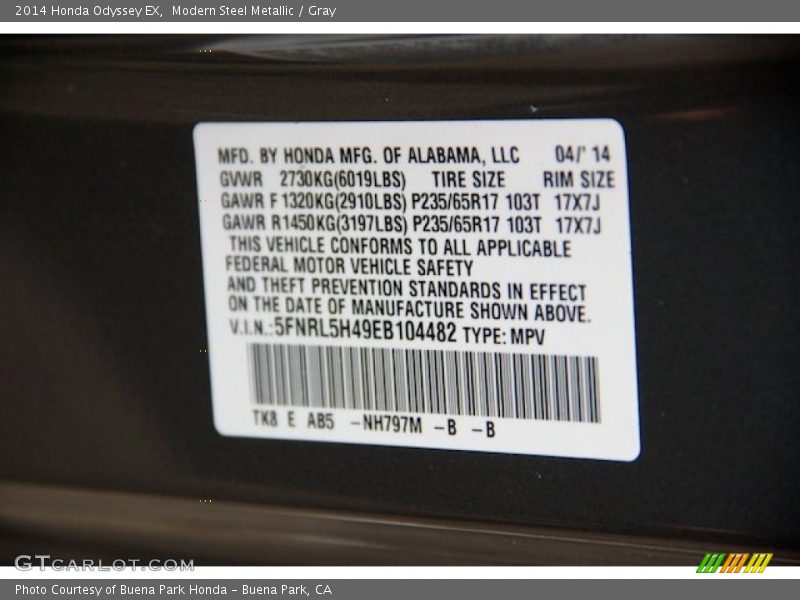 2014 Honda Odyssey EX,  Modern Steel Metallic / Gray
MFD. BY HONDA MFG. OF ALABAMA, LLC 04/' 14
GVWR 2730KG(6019LBS) TIRE SIZE RIM SIZE
GAWR F 1320KG(2910LBS) P235/65R17 103T 17X7J
GAWR R1450KG(3197LBS) P235/65R17 103T 17X7J
THIS VEHICLE CONFORMS TO ALL APPLICABLE
FEDERAL MOTOR VEHICLE SAFETY
AND THEFT PREVENTION STANDARDS IN EFFECT
ON THE DATE OF MANUFACTURE SHOWN ABOVE.
V.I.N.:5FNRL5H49EB104482 TYPE: MPV
TK8 E AB5 -NH797M -B -B
GTCARLOT.COM
Photo Courtesy of Buena Park Honda - Buena Park, CA